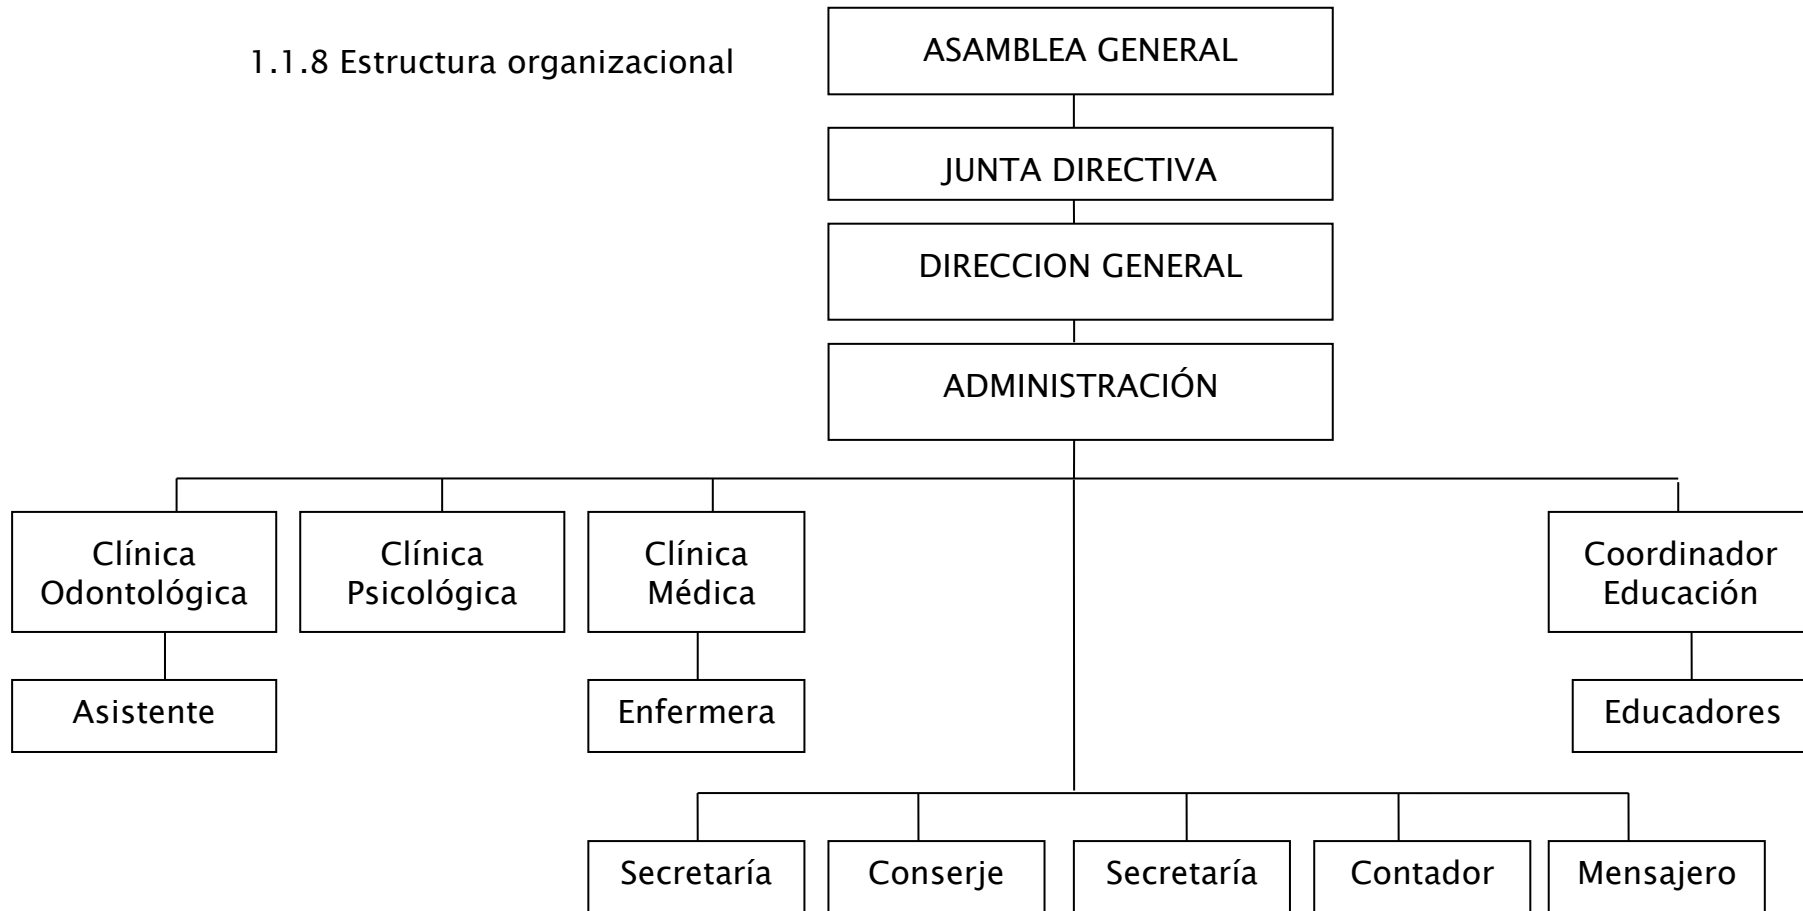 1.1.8 Estructura organizacional
ASAMBLEA GENERAL
JUNTA DIRECTIVA
DIRECCION GENERAL
ADMINISTRACIÓN
Clínica
Odontológica
Clínica
Psicológica
Clínica
Médica
Coordinador
Educación
Asistente
Enfermera
Educadores
Secretaría
Conserje
Secretaría
Contador
Mensajero